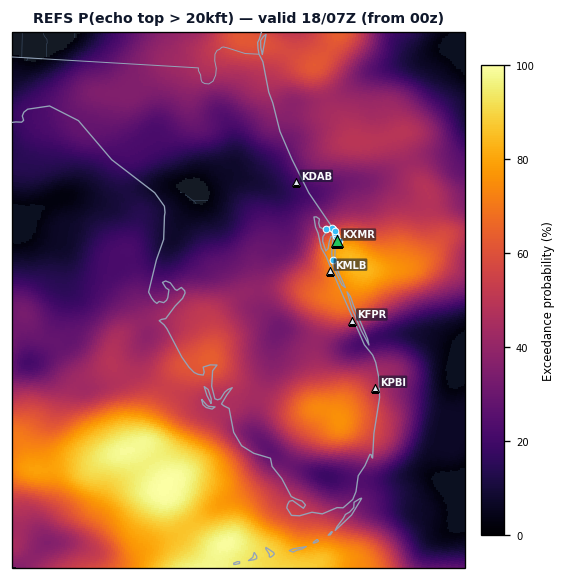 REFS P(echo top > 20kft) — valid 18/07Z (from 00z)
KDAB
KXMR
KMLB
KFPR
KPBI
100
80
60
40
20
0
Exceedance probability (%)